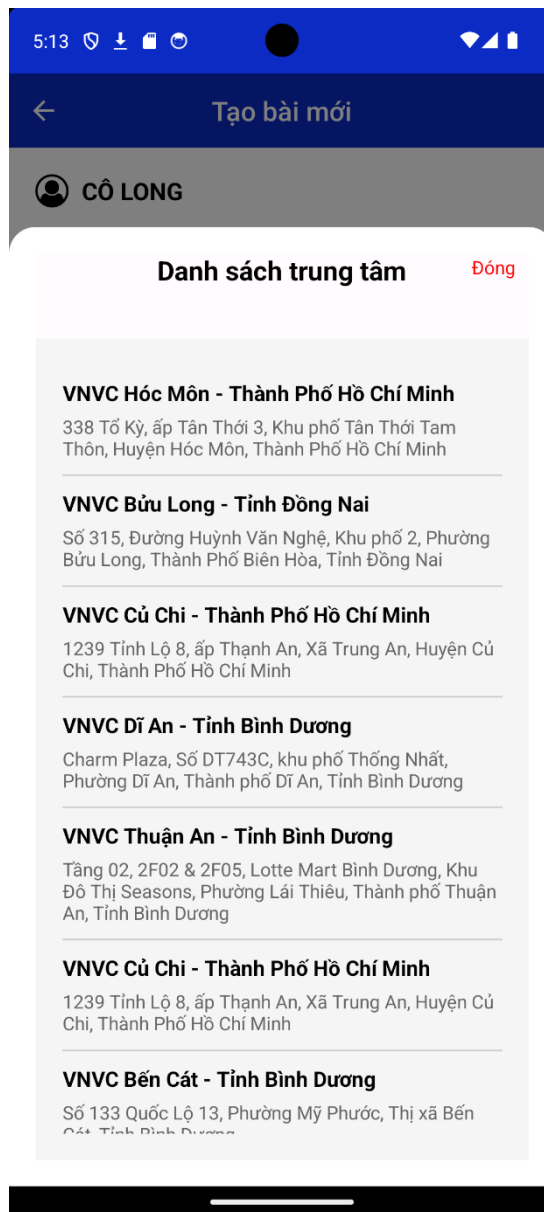 5:13
Tạo bài mới
CÔ LONG
Danh sách trung tâm
Đóng
VNVC Hóc Môn - Thành Phố Hồ Chí Minh
338 Tổ Ký, ấp Tân Thới 3, Khu phố Tân Thới Tam
Thôn, Huyện Hóc Môn, Thành Phố Hồ Chí Minh
VNVC Bửu Long - Tỉnh Đồng Nai
Số 315, Đường Huỳnh Văn Nghệ, Khu phố 2, Phường
Bửu Long, Thành Phố Biên Hòa, Tỉnh Đồng Nai
VNVC Củ Chi - Thành Phố Hồ Chí Minh
1239 Tỉnh Lộ 8, ấp Thạnh An, Xã Trung An, Huyện Củ
Chi, Thành Phố Hồ Chí Minh
VNVC Dĩ An - Tỉnh Bình Dương
Charm Plaza, Số DT743C, khu phố Thống Nhất,
Phường Dĩ An, Thành phố Dĩ An, Tỉnh Bình Dương
VNVC Thuận An - Tỉnh Bình Dương
Tầng 02, 2F02 & 2F05, Lotte Mart Bình Dương, Khu
Đô Thị Seasons, Phường Lái Thiêu, Thành phố Thuận
An, Tỉnh Bình Dương
VNVC Củ Chi - Thành Phố Hồ Chí Minh
1239 Tỉnh Lộ 8, ấp Thạnh An, Xã Trung An, Huyện Củ
Chi, Thành Phố Hồ Chí Minh
VNVC Bến Cát - Tỉnh Bình Dương
Số 133 Quốc Lộ 13, Phường Mỹ Phước, Thị xã Bến
Cát, Tỉnh Bình Dương